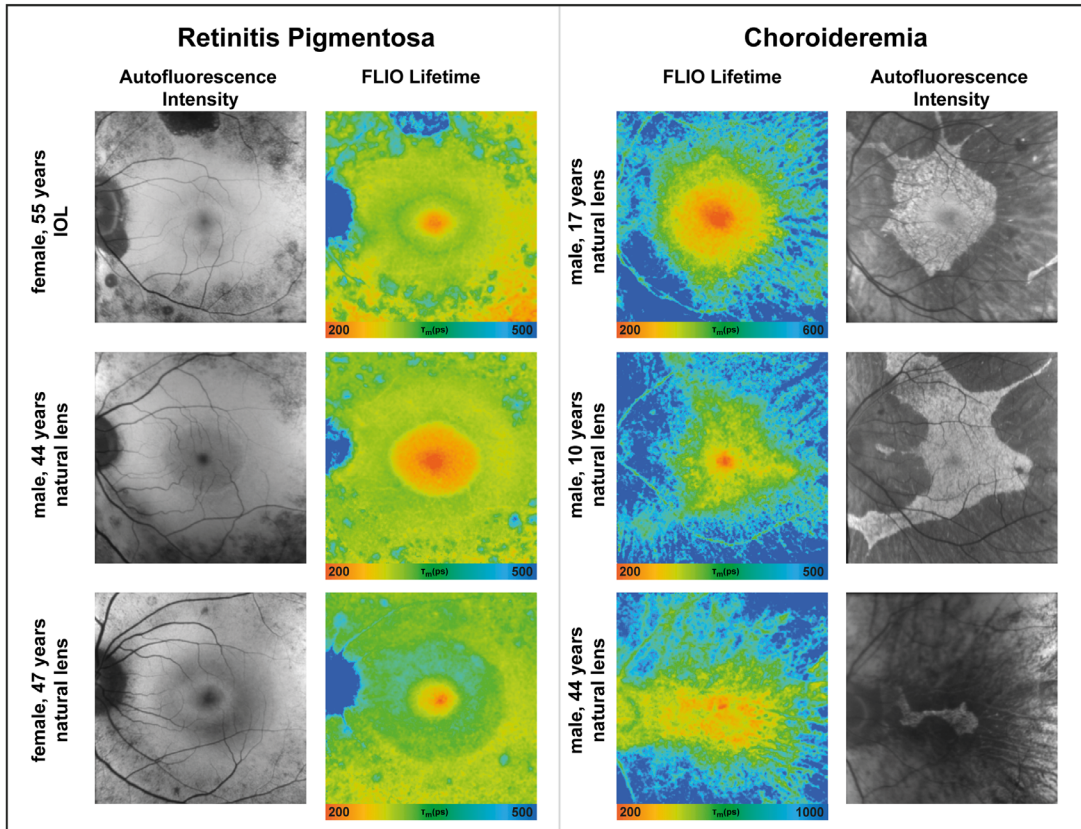 Retinitis Pigmentosa
Choroideremia
Autofluorescence
Intensity
FLIO Lifetime
FLIO Lifetime
Autofluorescence
Intensity
female, 55 years
IOL
200 τm(ps) 500
male, 17 years
natural lens
200 τm(ps) 600
male, 44 years
natural lens
200 τm(ps) 500
male, 10 years
natural lens
200 τm(ps) 500
female, 47 years
natural lens
200 τm(ps) 500
male, 44 years
natural lens
200 τm(ps) 1000